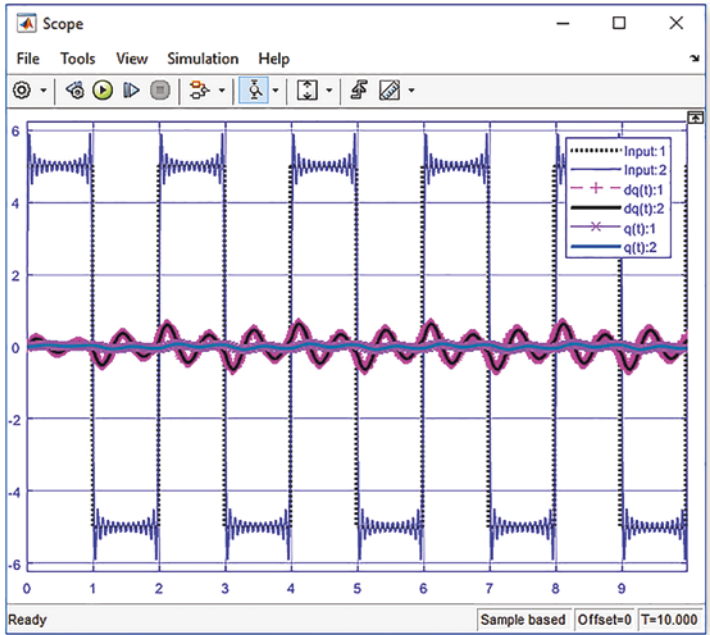 Scope
File Tools View Simulation Help
6
4
2
0
-2
-4
-6
0 1 2 3 4 5 6 7 8 9
Input:1
Input:2
dq(t):1
dq(t):2
q(t):1
q(t):2
Ready Sample based Offset=0 T=10.000